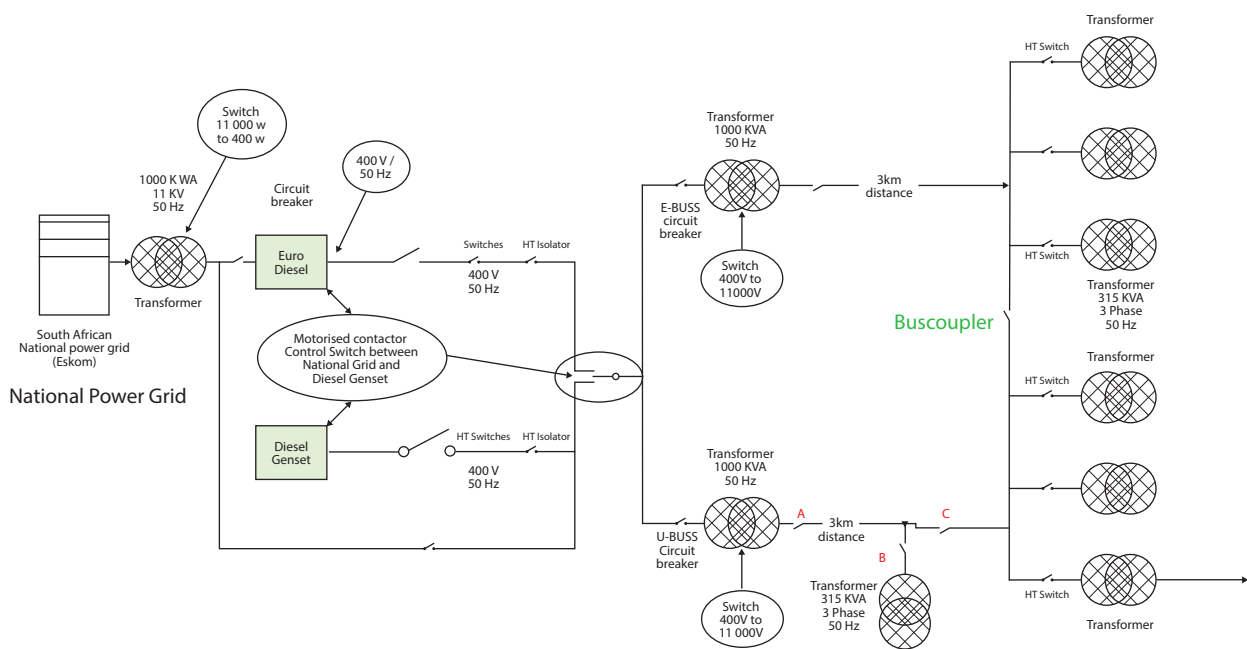 Switch
11 000 w
to 400 w
1000 K WA
11 KV
50 Hz
Transformer
South African
National power grid
(Eskom)
National Power Grid
Circuit
breaker
400 V /
50 Hz
Euro
Diesel
Switches
400 V
50 Hz
HT Isolator
Motorised contactor
Control Switch between
National Grid and
Diesel Genset
Diesel
Genset
HT Switches
400 V
50 Hz
HT Isolator
Transformer
1000 KVA
50 Hz
E-BUSS
circuit
breaker
Switch
400V to
11000V
3km
distance
Transformer
1000 KVA
50 Hz
U-BUSS
Circuit
breaker
Switch
400V to
11 000V
A
3km
distance
B
C
Transformer
315 KVA
3 Phase
50 Hz
Buscoupler
Transformer
HT Switch
HT Switch
Transformer
315 KVA
3 Phase
50 Hz
HT Switch
HT Switch
Transformer